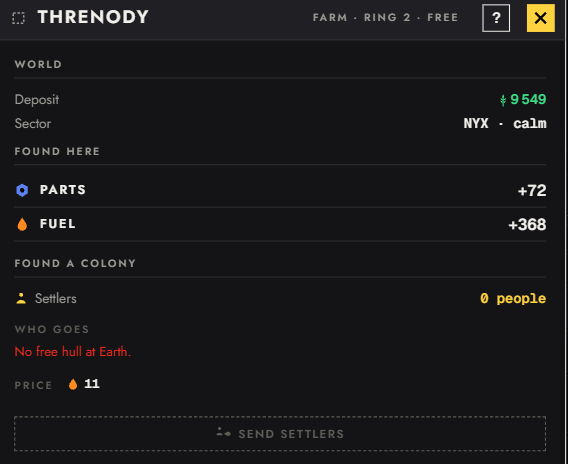 THRENODY
FARM · RING 2 · FREE
?
WORLD
Deposit 9 549
Sector NYX · calm
FOUND HERE
PARTS +72
FUEL +368
FOUND A COLONY
Settlers 0 people
WHO GOES
No free hull at Earth.
PRICE 11
SEND SETTLERS